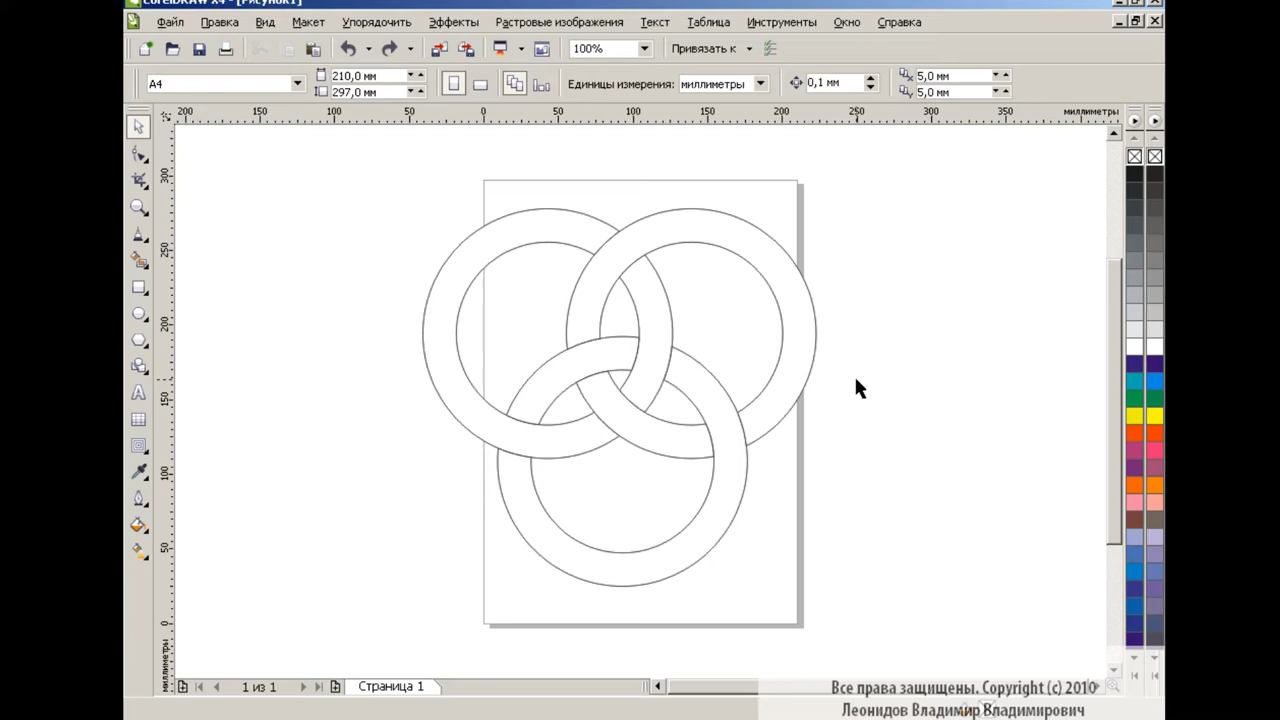 CorelDRAW X4 - [Рисунок1]
Файл Правка Вид Макет Упорядочить Эффекты Растровые изображения Текст Таблица Инструменты Окно Справка
100% Привязать к
A4 210,0 мм 297,0 мм Единицы измерения: миллиметры 0,1 мм 5,0 мм 5,0 мм
200 50 0 50 100 150 200 250 300 350 миллиметры
300
250
200
150
100
50
0
миллиметры
1 из 1 Страница 1
Все права защищены. Copyright (c) 2010
Леонидов Владимир Владимирович